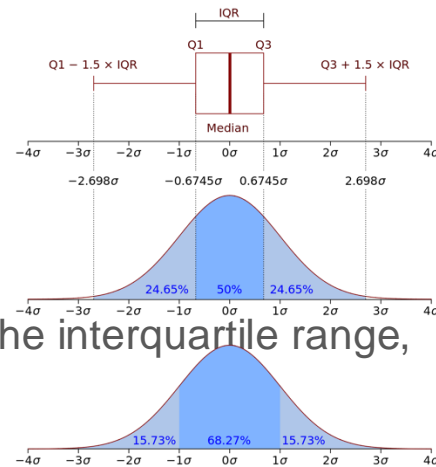 IQR
Q1 Q3
Q1 − 1.5 × IQR Q3 + 1.5 × IQR
Median
−4σ −3σ −2σ −1σ 0σ 1σ 2σ 3σ
−2.698σ −0.6745σ 0.6745σ 2.698σ
24.65% 50% 24.65%
−4σ −3σ −2σ −1σ 0σ 1σ 2σ 3σ
he interquartile range,
15.73% 68.27% 15.73%
−4σ −3σ −2σ −1σ 0σ 1σ 2σ 3σ